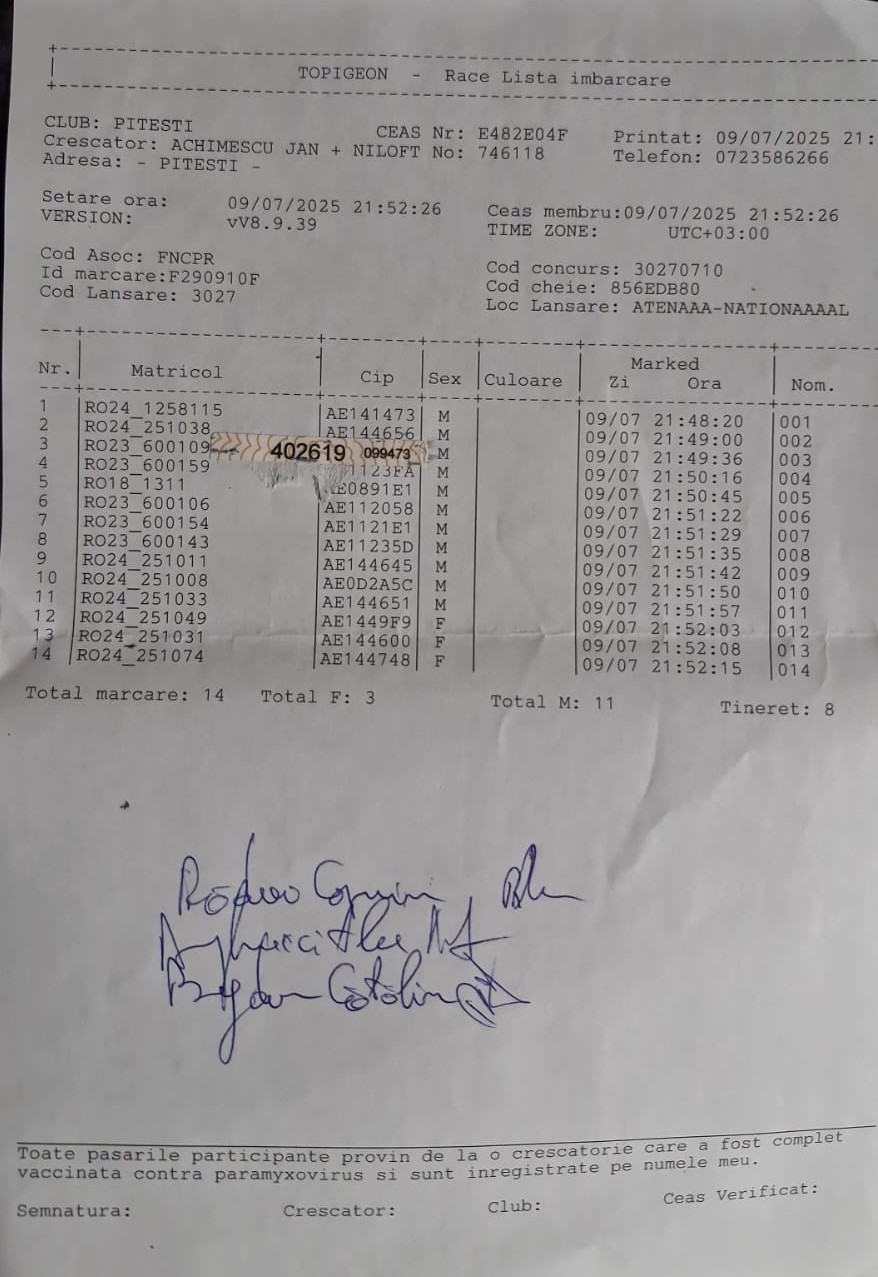 TOPIGEON - Race Lista imbarcare
CLUB: PITESTI CEAS Nr: E482E04F Printat: 09/07/2025 21:
Crescator: ACHIMESCU JAN + NILOFT No: 746118 Telefon: 0723586266
Adresa: - PITESTI -
Setare ora: 09/07/2025 21:52:26 Ceas membru:09/07/2025 21:52:26
VERSION: vV8.9.39 TIME ZONE: UTC+03:00
Cod Asoc: FNCPR Cod concurs: 30270710
Id marcare:F290910F Cod cheie: 856EDB80
Cod Lansare: 3027 Loc Lansare: ATENAAA-NATIONAAAAL
Marked
Nr. Matricol Cip Sex Culoare Zi Ora Nom.
1 RO24_1258115 AE141473 M 09/07 21:48:20 001
2 RO24_251038 AE144656 M 09/07 21:49:00 002
3 RO23_600109 402619 099473 M 09/07 21:49:36 003
4 RO23_600159 1123FA M 09/07 21:50:16 004
5 RO18_1311 AE0891E1 M 09/07 21:50:45 005
6 RO23_600106 AE112058 M 09/07 21:51:22 006
7 RO23_600154 AE1121E1 M 09/07 21:51:29 007
8 RO23_600143 AE11235D M 09/07 21:51:35 008
9 RO24_251011 AE144645 M 09/07 21:51:42 009
10 RO24_251008 AE0D2A5C M 09/07 21:51:50 010
11 RO24_251033 AE144651 M 09/07 21:51:57 011
12 RO24_251049 AE1449F9 F 09/07 21:52:03 012
13 RO24_251031 AE144600 F 09/07 21:52:08 013
14 RO24_251074 AE144748 F 09/07 21:52:15 014
Total marcare: 14 Total F: 3 Total M: 11 Tineret: 8
Cătălin
Toate pasarile participante provin de la o crescatorie care a fost complet
vaccinata contra paramyxovirus si sunt inregistrate pe numele meu.
Semnatura: Crescator: Club: Ceas Verificat: